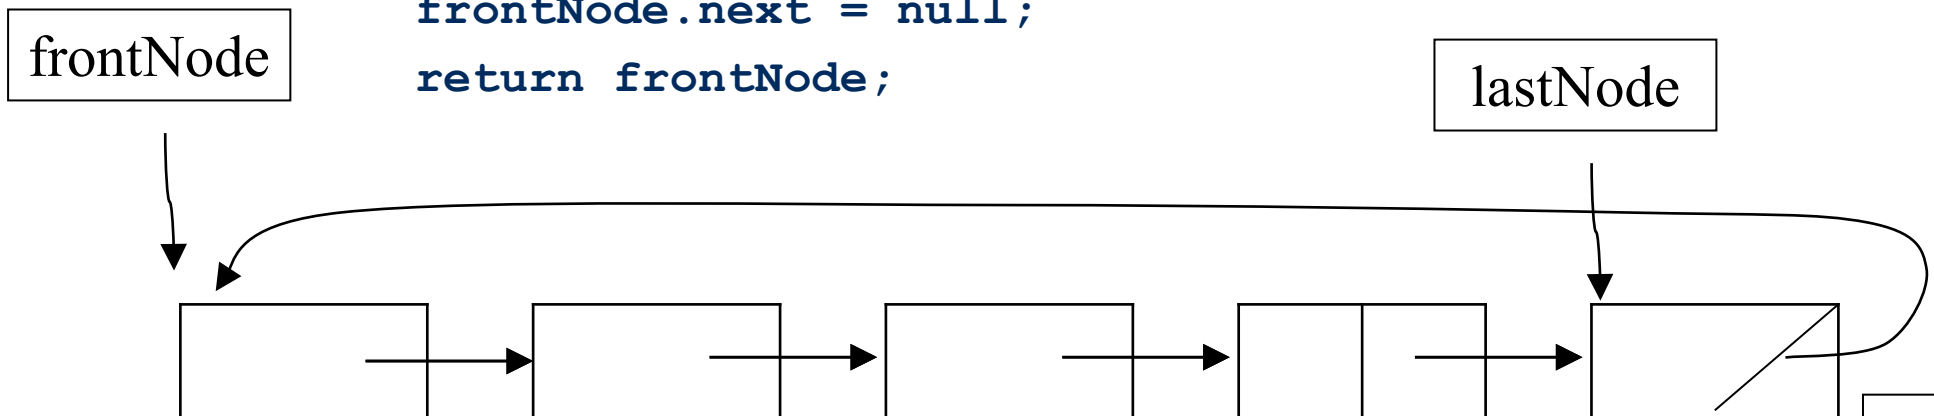 frontNode.next = null;
frontNode
return frontNode;
lastNode